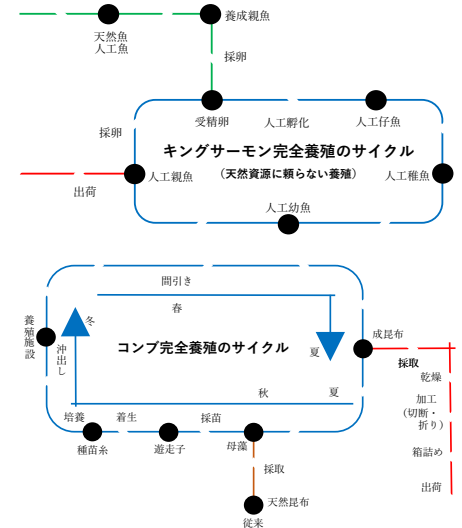 養成親魚
天然魚
人工魚
採卵
受精卵
人工孵化
人工仔魚
採卵
キングサーモン完全養殖のサイクル
（天然資源に頼らない養殖）
人工親魚
人工稚魚
出荷
人工幼魚
間引き
春
養殖施設
冬
沖出し
コンブ完全養殖のサイクル
夏
成昆布
採取
乾燥
加工
（切断・
折り）
箱詰め
出荷
秋
夏
培養
着生
採苗
母藻
種苗糸
遊走子
採取
天然昆布
従来